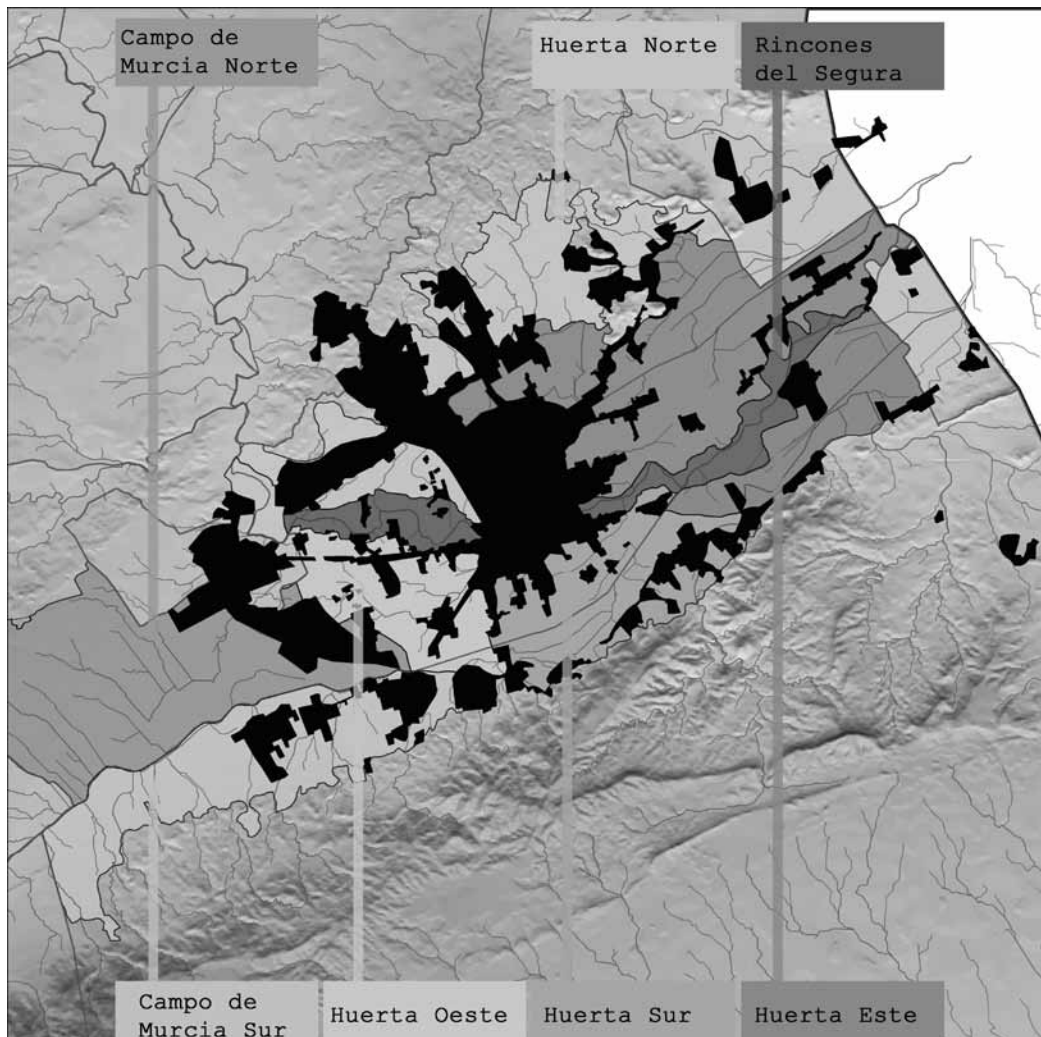 Campo de
Murcia Norte
Huerta Norte
Rincones
del Segura
Campo de
Murcia Sur
Huerta Oeste
Huerta Sur
Huerta Este